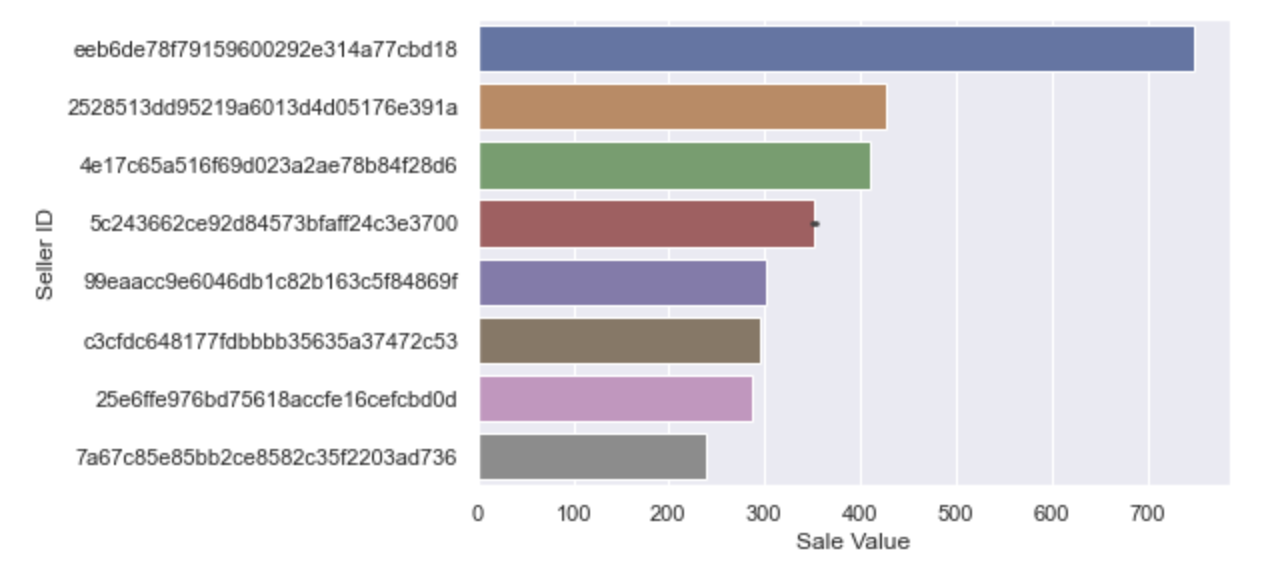 eeb6de78f79159600292e314a77cbd18
2528513dd95219a6013d4d05176e391a
4e17c65a516f69d023a2ae78b84f28d6
5c243662ce92d84573bfaff24c3e3700
99eaacc9e6046db1c82b163c5f84869f
c3cfdc648177fdbbbb35635a37472c53
25e6ffe976bd75618accfe16cefcbd0d
7a67c85e85bb2ce8582c35f2203ad736
Seller ID
0 100 200 300 400 500 600 700
Sale Value